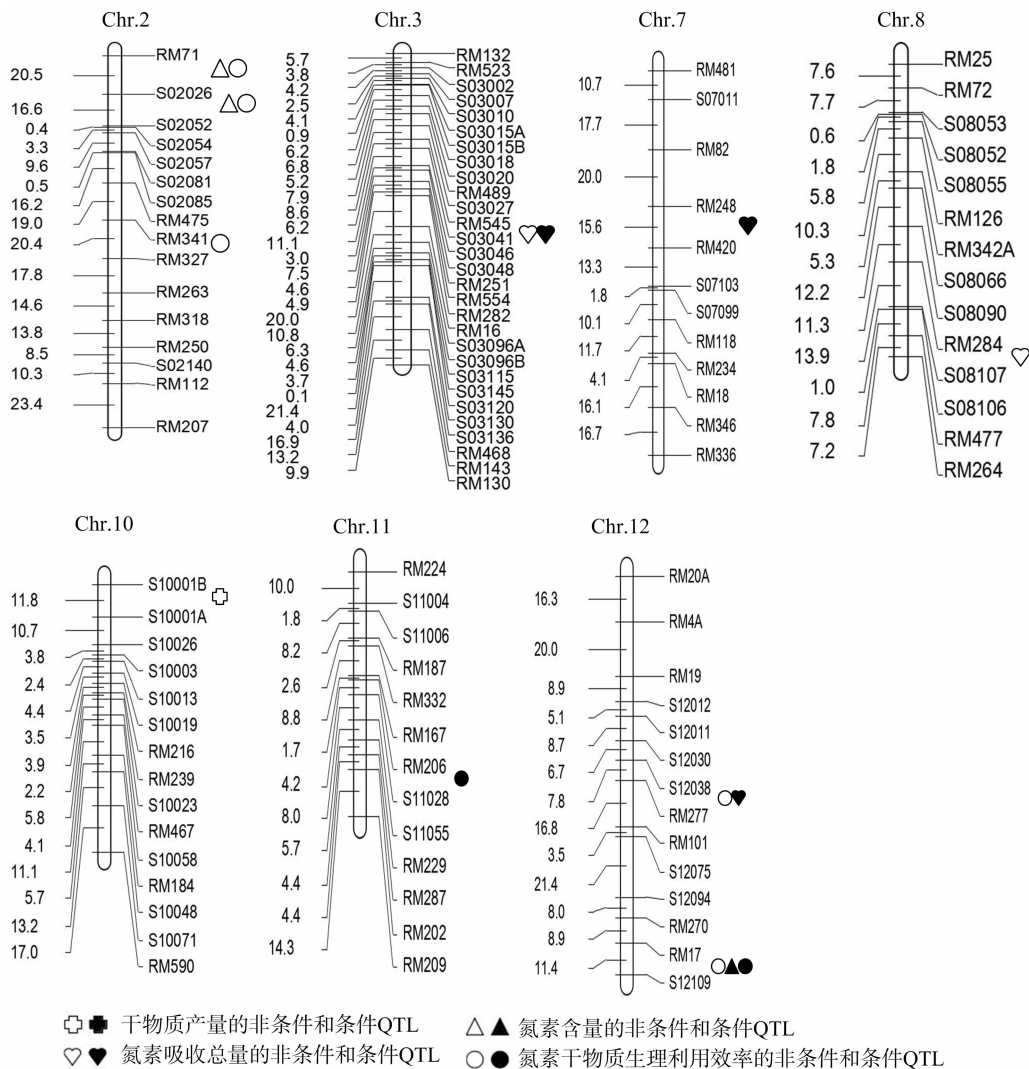 Chr.2
Chr.3
Chr.7
Chr.8
20.5
16.6
0.4
3.3
9.6
0.5
16.2
19.0
20.4
17.8
14.6
13.8
8.5
10.3
23.4
RM71
S02026
S02052
S02054
S02057
S02081
S02085
RM475
RM341
RM327
RM263
RM318
RM250
S02140
RM112
RM207
5.7
3.8
4.2
2.5
4.1
0.9
6.2
6.8
5.2
7.9
8.6
6.2
11.1
3.0
7.5
4.6
4.9
20.0
10.8
6.3
4.6
3.7
0.1
21.4
4.0
16.9
13.2
9.9
RM132
RM523
S03002
S03007
S03010
S03015A
S03015B
S03018
S03020
RM489
S03027
RM545
S03041
S03046
S03048
RM251
RM554
RM282
RM16
S03096A
S03096B
S03115
S03145
S03120
S03130
S03136
RM468
RM143
RM130
10.7
17.7
20.0
15.6
13.3
1.8
10.1
11.7
4.1
16.1
16.7
RM481
S07011
RM82
RM248
RM420
S07103
S07099
RM118
RM234
RM18
RM346
RM336
7.6
7.7
0.6
1.8
5.8
10.3
5.3
12.2
11.3
13.9
1.0
7.8
7.2
RM25
RM72
S08053
S08052
S08055
RM126
RM342A
S08066
S08090
RM284
S08107
S08106
RM477
RM264
Chr.10
Chr.11
Chr.12
11.8
10.7
3.8
2.4
4.4
3.5
3.9
2.2
5.8
4.1
11.1
5.7
13.2
17.0
S10001B
S10001A
S10026
S10003
S10013
S10019
RM216
RM239
S10023
RM467
S10058
RM184
S10048
S10071
RM590
10.0
1.8
8.2
2.6
8.8
1.7
4.2
8.0
5.7
4.4
4.4
14.3
RM224
S11004
S11006
RM187
RM332
RM167
RM206
S11028
S11055
RM229
RM287
RM202
RM209
16.3
20.0
8.9
5.1
8.7
6.7
7.8
16.8
3.5
21.4
8.0
8.9
11.4
RM20A
RM4A
RM19
S12012
S12011
S12030
S12038
RM277
RM101
S12075
S12094
RM270
RM17
S12109
干物质产量的非条件和条件QTL
氮素含量的非条件和条件QTL
氮素吸收总量的非条件和条件QTL
氮素干物质生理利用效率的非条件和条件QTL